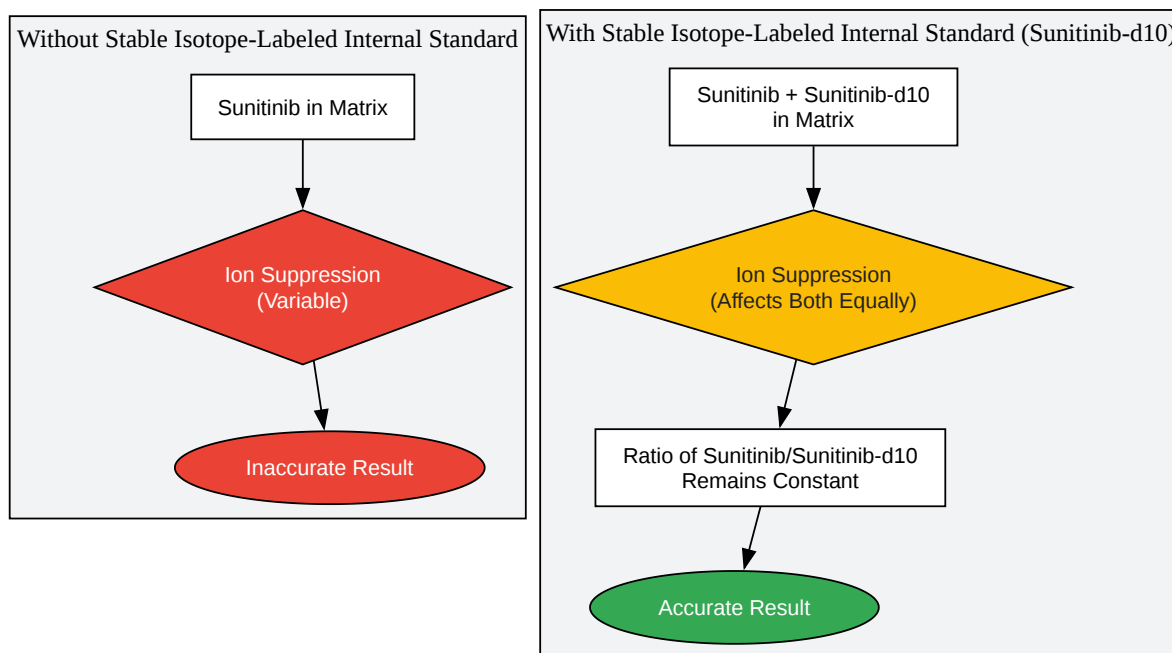 Without Stable Isotope-Labeled Internal Standard
Sunitinib in Matrix
Ion Suppression
(Variable)
Inaccurate Result
With Stable Isotope-Labeled Internal Standard (Sunitinib-d10)
Sunitinib + Sunitinib-d10
in Matrix
Ion Suppression
(Affects Both Equally)
Ratio of Sunitinib/Sunitinib-d10
Remains Constant
Accurate Result